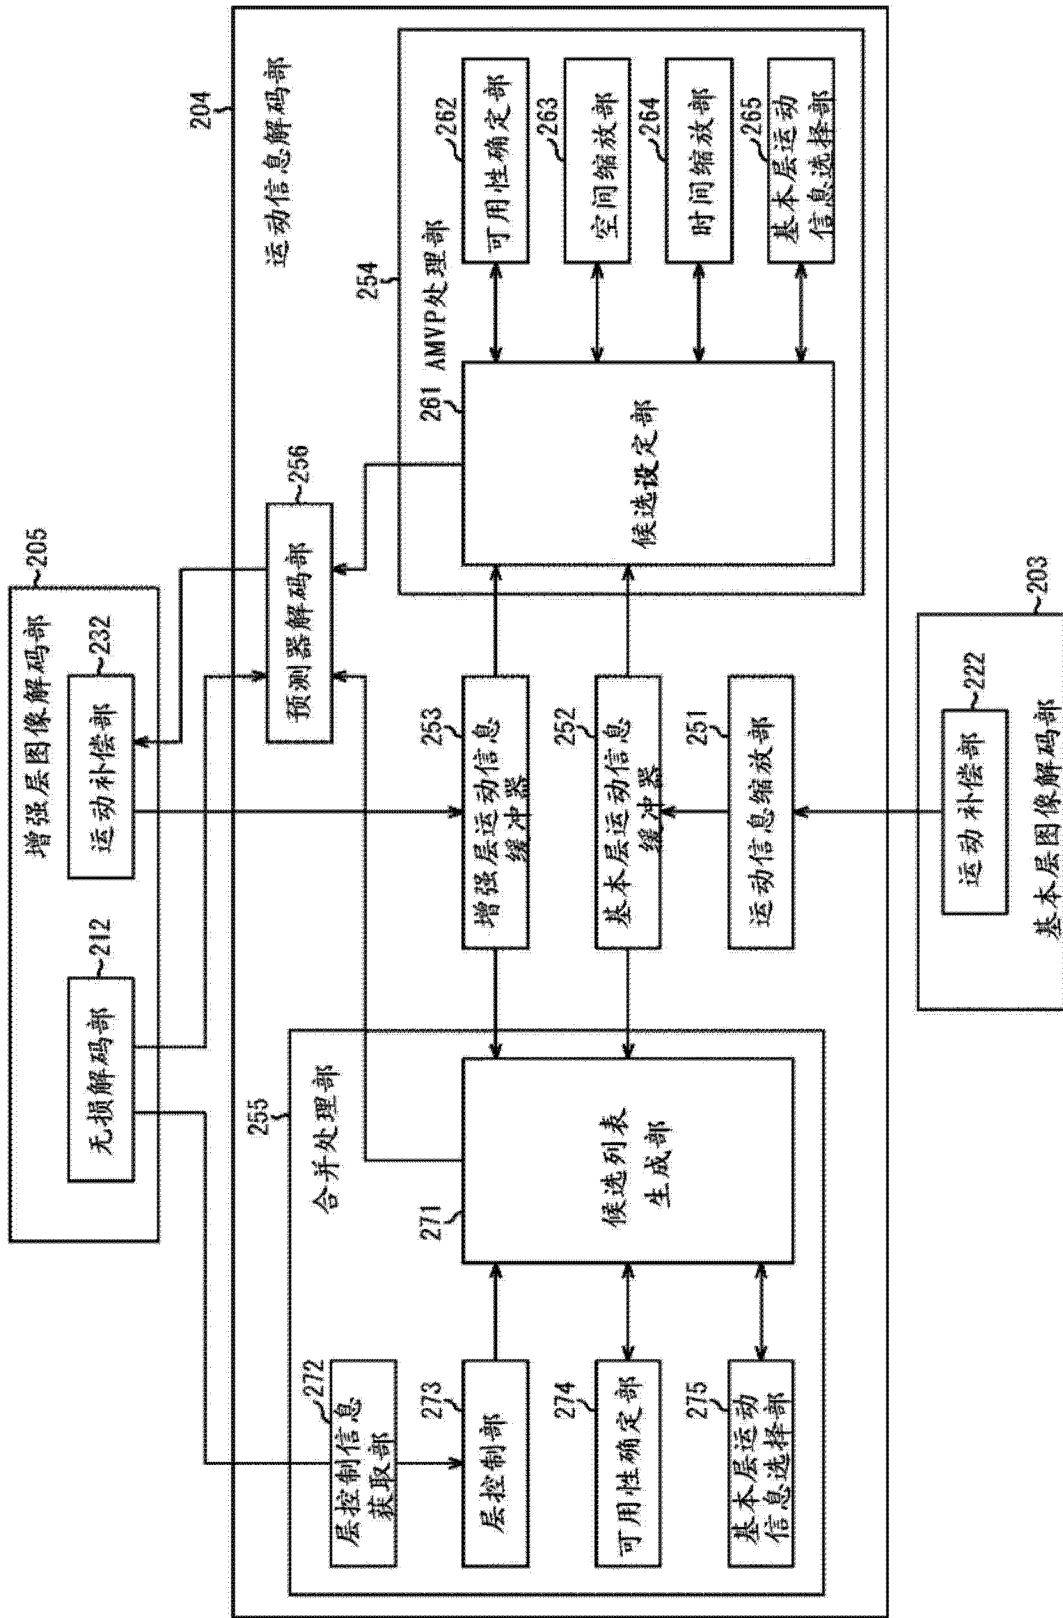 增强层图像解码部
205
无损解码部
212
运动补偿部
232
204
运动信息解码部
预测器解码部
256
255
合并处理部
层控制信息
获取部
272
层控制部
273
可用性确定部
274
基本层运动
信息选择部
275
候选列表
生成部
271
增强层运动信息
缓冲器
253
基本层运动信息
缓冲器
252
运动信息缩放部
251
254
AMVP处理部
候选设定部
261
可用性确定部
262
空间缩放部
263
时间缩放部
264
基本层运动
信息选择部
265
203
运动补偿部
222
基本层图像解码部